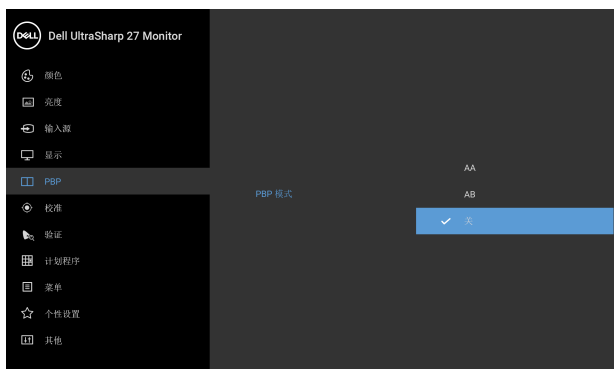 DELL Dell UltraSharp 27 Monitor
颜色
亮度
输入源
显示
PBP
校准
验证
计划程序
菜单
个性设置
其他
PBP 模式
AA
AB
关